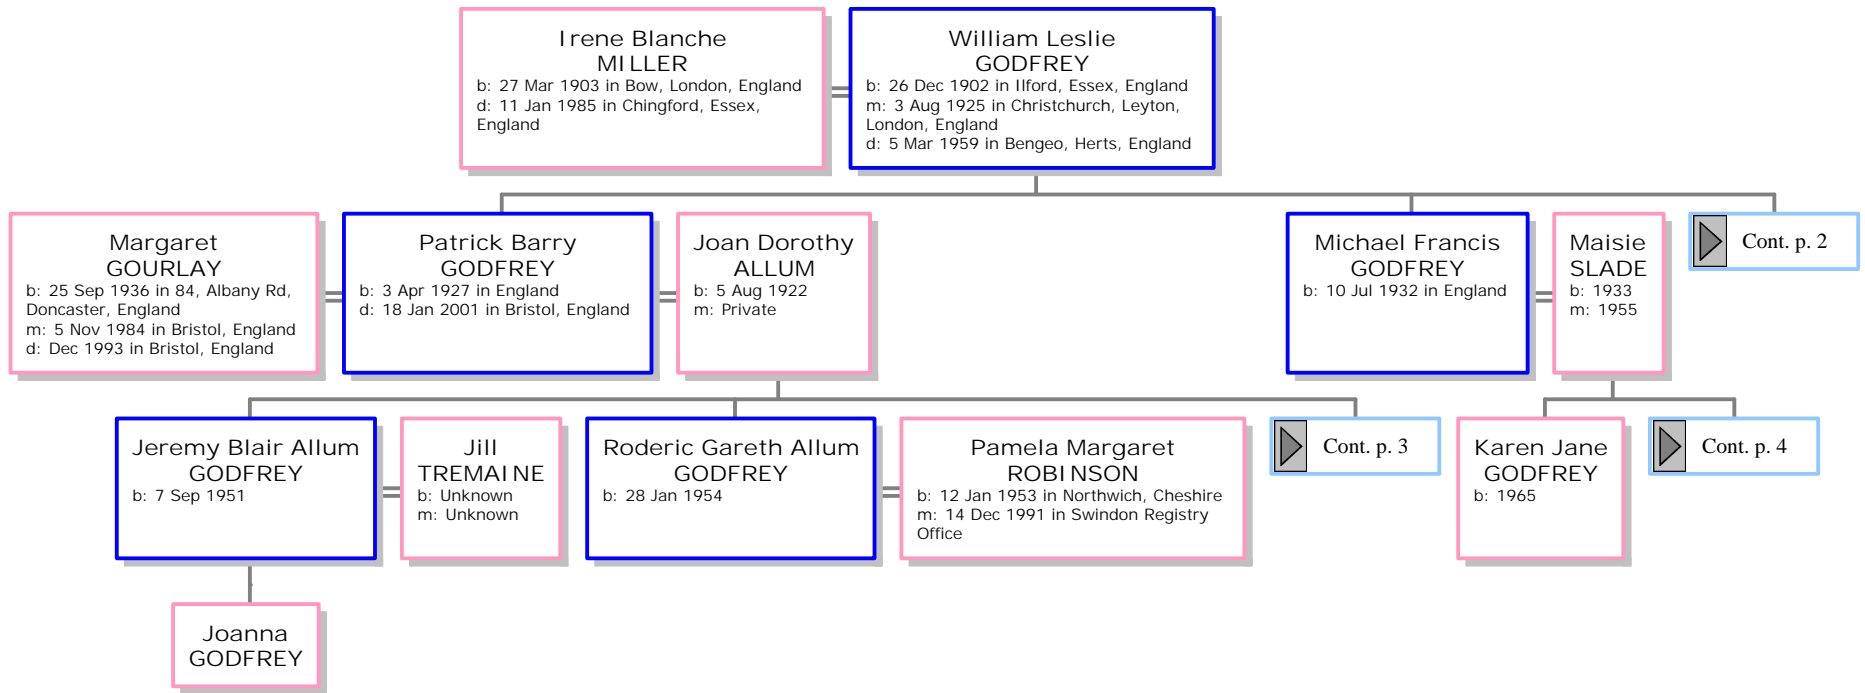 Irene Blanche
MILLER
b: 27 Mar 1903 in Bow, London, England
d: 11 Jan 1985 in Chingford, Essex,
England
William Leslie
GODFREY
b: 26 Dec 1902 in Ilford, Essex, England
m: 3 Aug 1925 in Christchurch, Leyton,
London, England
d: 5 Mar 1959 in Bengeo, Herts, England
Margaret
GOURLAY
b: 25 Sep 1936 in 84, Albany Rd,
Doncaster, England
m: 5 Nov 1984 in Bristol, England
d: Dec 1993 in Bristol, England
Patrick Barry
GODFREY
b: 3 Apr 1927 in England
d: 18 Jan 2001 in Bristol, England
Joan Dorothy
ALLUM
b: 5 Aug 1922
m: Private
Michael Francis
GODFREY
b: 10 Jul 1932 in England
Maisie
SLADE
b: 1933
m: 1955
Cont. p. 2
Jeremy Blair Allum
GODFREY
b: 7 Sep 1951
Jill
TREMAINE
b: Unknown
m: Unknown
Roderic Gareth Allum
GODFREY
b: 28 Jan 1954
Pamela Margaret
ROBINSON
b: 12 Jan 1953 in Northwich, Cheshire
m: 14 Dec 1991 in Swindon Registry
Office
Cont. p. 3
Karen Jane
GODFREY
b: 1965
Cont. p. 4
Joanna
GODFREY